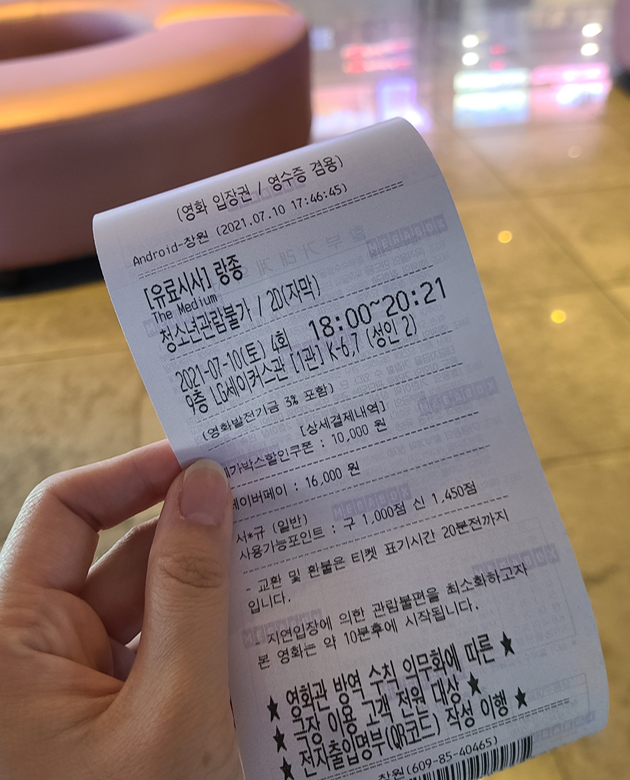 (영화 입장권 / 영수증 겸용)
Android-창원 (2021.07.10 17:46:45)
[유료시사] 랑종
The Medium
청소년관람불가 / 2D(자막)
2021-07-10(토) 4회 18:00~20:21
9층 LG세이커스관 [1관] K-6,7 (성인 2)
(영화발전기금 3% 포함)
[상세결제내역]
가박스할인쿠폰 : 10,000 원
이버페이 : 16,000 원
서*규 (일반)
사용가능포인트 : 구 1,000점 신 1,450점
- 교환 및 환불은 티켓 표기시간 20분전까지
입니다.
- 지연입장에 의한 관람불편을 최소화하고자
본 영화는 약 10분후에 시작됩니다.
★ 영화관 방역 수칙 의무화에 따른 ★
★ 극장 이용 고객 전원 대상 ★
★ 전자출입명부(QR코드) 작성 이행 ★
창원(609-85-40465)